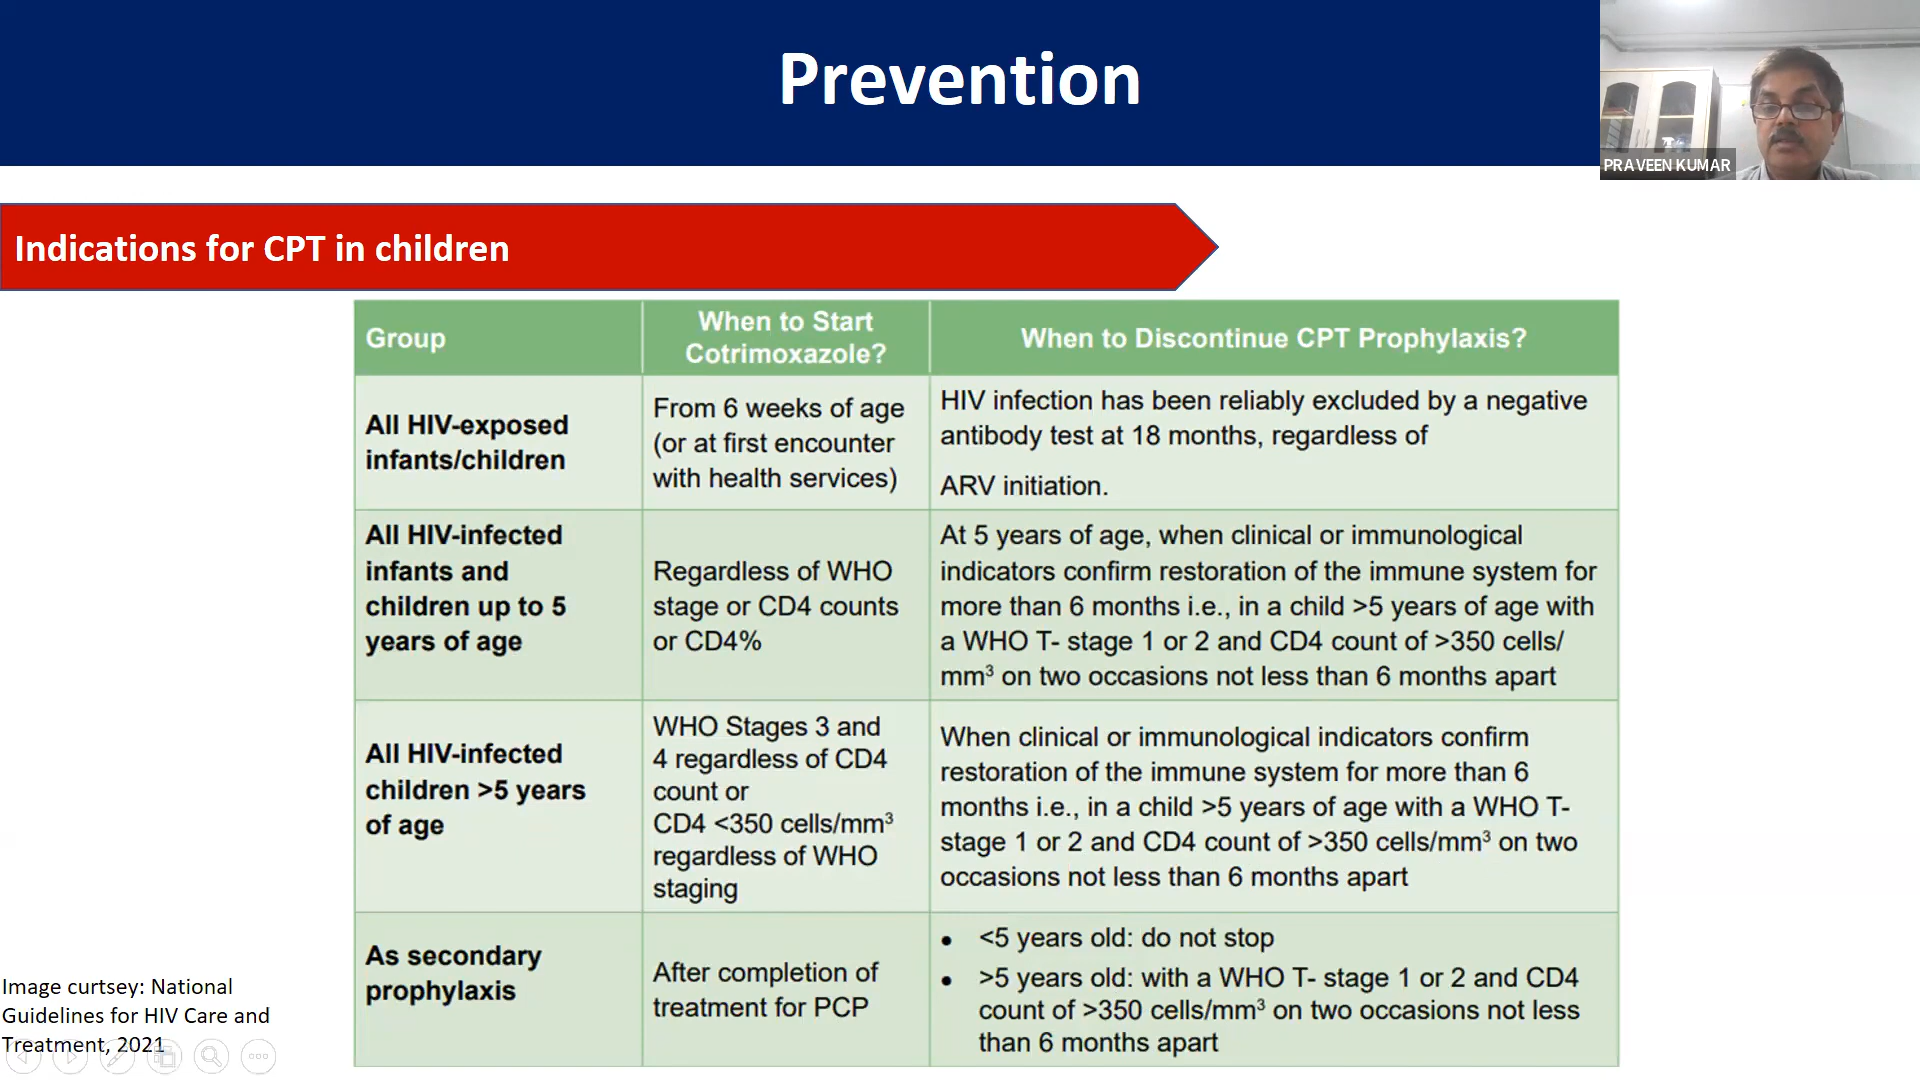 Prevention
PRAVEEN KUMAR
Indications for CPT in children
Group
When to Start
Cotrimoxazole?
When to Discontinue CPT Prophylaxis?
All HIV-exposed
infants/children
From 6 weeks of age
(or at first encounter
with health services)
HIV infection has been reliably excluded by a negative
antibody test at 18 months, regardless of
ARV initiation.
All HIV-infected
infants and
children up to 5
years of age
Regardless of WHO
stage or CD4 counts
or CD4%
At 5 years of age, when clinical or immunological
indicators confirm restoration of the immune system for
more than 6 months i.e., in a child >5 years of age with
a WHO T- stage 1 or 2 and CD4 count of >350 cells/
mm³ on two occasions not less than 6 months apart
All HIV-infected
children >5 years
of age
WHO Stages 3 and
4 regardless of CD4
count or
CD4 <350 cells/mm³
regardless of WHO
staging
When clinical or immunological indicators confirm
restoration of the immune system for more than 6
months i.e., in a child >5 years of age with a WHO T-
stage 1 or 2 and CD4 count of >350 cells/mm³ on two
occasions not less than 6 months apart
As secondary
prophylaxis
After completion of
treatment for PCP
• <5 years old: do not stop
• >5 years old: with a WHO T- stage 1 or 2 and CD4
count of >350 cells/mm³ on two occasions not less
than 6 months apart
Image curtsey: National
Guidelines for HIV Care and
Treatment, 2021